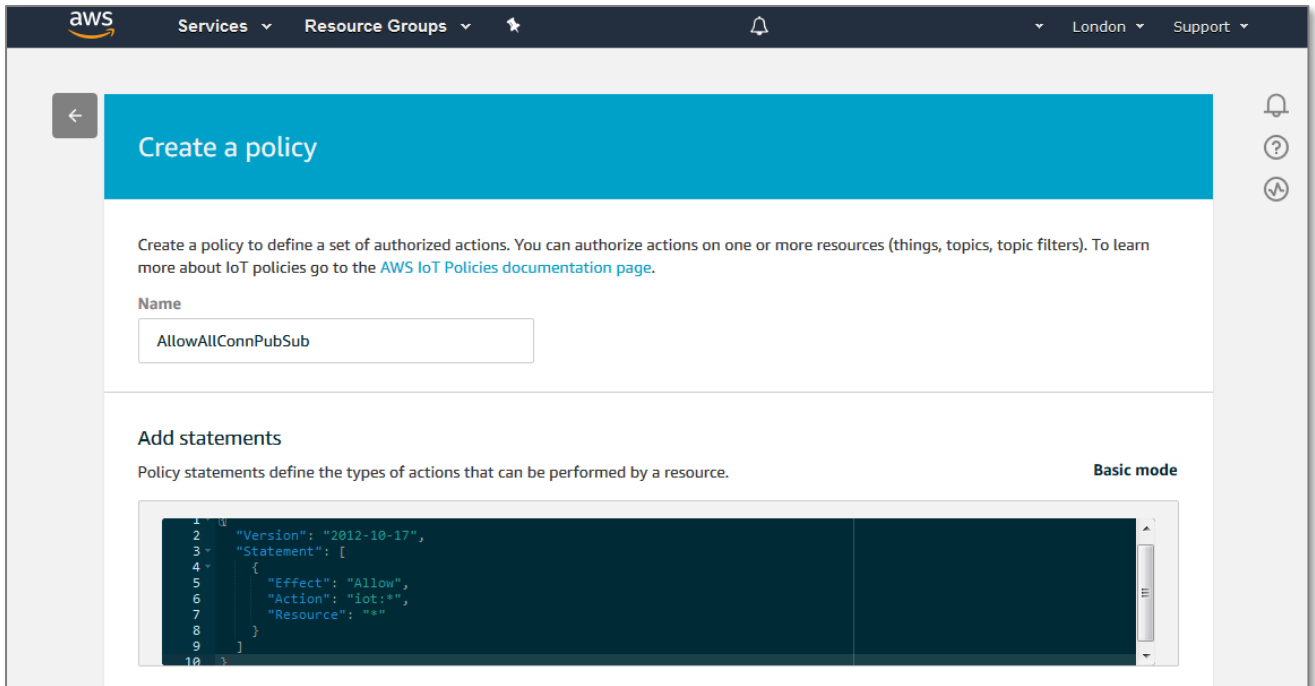 aws Services Resource Groups London Support
Create a policy
Create a policy to define a set of authorized actions. You can authorize actions on one or more resources (things, topics, topic filters). To learn
more about IoT policies go to the AWS IoT Policies documentation page.
Name
AllowAllConnPubSub
Add statements
Policy statements define the types of actions that can be performed by a resource. Basic mode
1 {
2 "Version": "2012-10-17",
3 "Statement": [
4 {
5 "Effect": "Allow",
6 "Action": "iot:*",
7 "Resource": "*"
8 }
9 ]
10 }